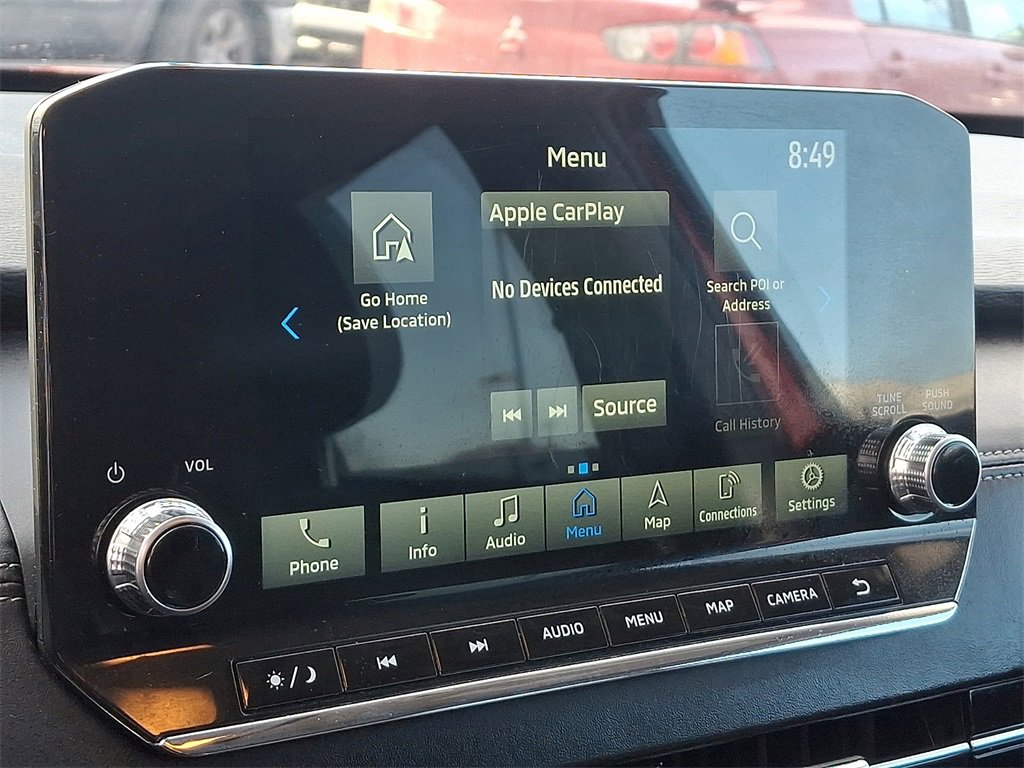 Menu
8:49
Apple CarPlay
No Devices Connected
Go Home
(Save Location)
Search POI or
Address
Source
Call History
TUNE
SCROLL
PUSH
SOUND
VOL
Phone
Info
Audio
Menu
Map
Connections
Settings
AUDIO
MENU
MAP
CAMERA